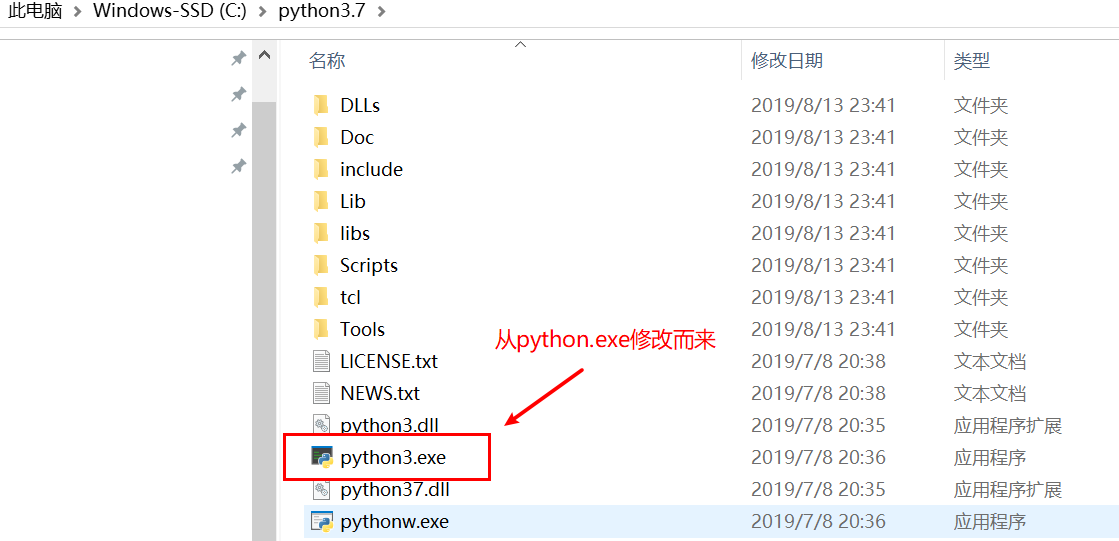 此电脑 > Windows-SSD (C:) > python3.7 >
名称 修改日期 类型
DLLs 2019/8/13 23:41 文件夹
Doc 2019/8/13 23:41 文件夹
include 2019/8/13 23:41 文件夹
Lib 2019/8/13 23:41 文件夹
libs 2019/8/13 23:41 文件夹
Scripts 2019/8/13 23:41 文件夹
tcl 2019/8/13 23:41 文件夹
Tools 2019/8/13 23:41 文件夹
从python.exe修改而来
LICENSE.txt 2019/7/8 20:38 文本文档
NEWS.txt 2019/7/8 20:38 文本文档
python3.dll 2019/7/8 20:35 应用程序扩展
python3.exe 2019/7/8 20:36 应用程序
python37.dll 2019/7/8 20:35 应用程序扩展
pythonw.exe 2019/7/8 20:36 应用程序